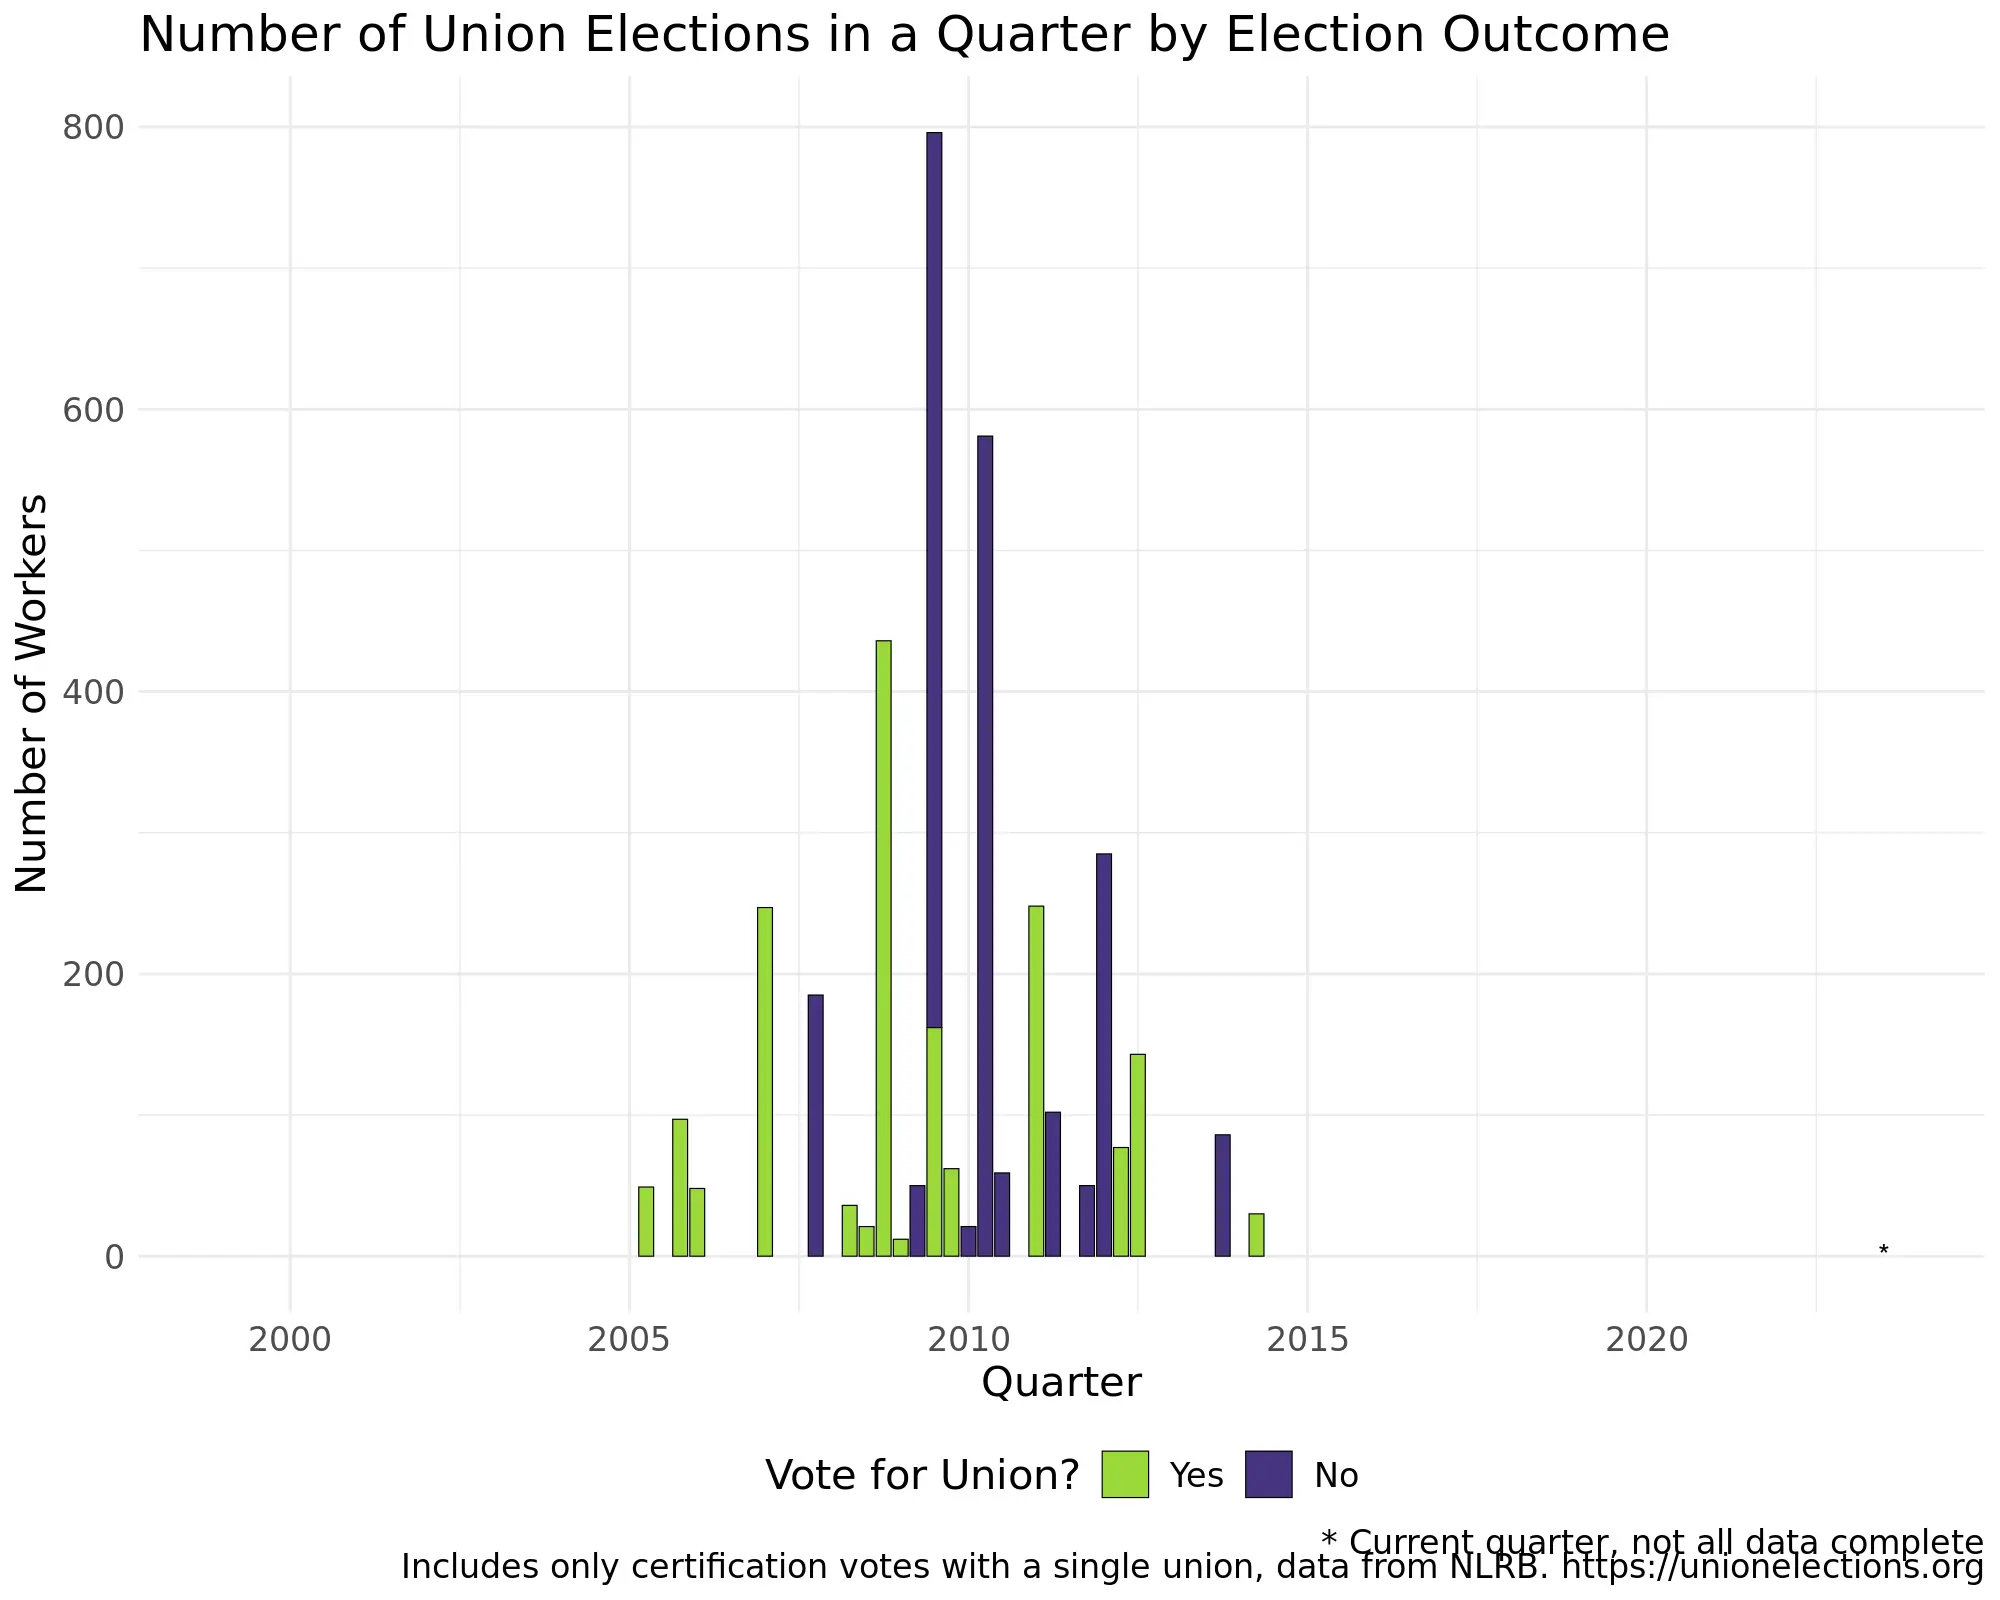 Number of Union Elections in a Quarter by Election Outcome
Number of Workers
800
600
400
200
0
*
2000 2005 2010 2015 2020
Quarter
Vote for Union? Yes No
* Current quarter, not all data complete
Includes only certification votes with a single union, data from NLRB. https://unionelections.org